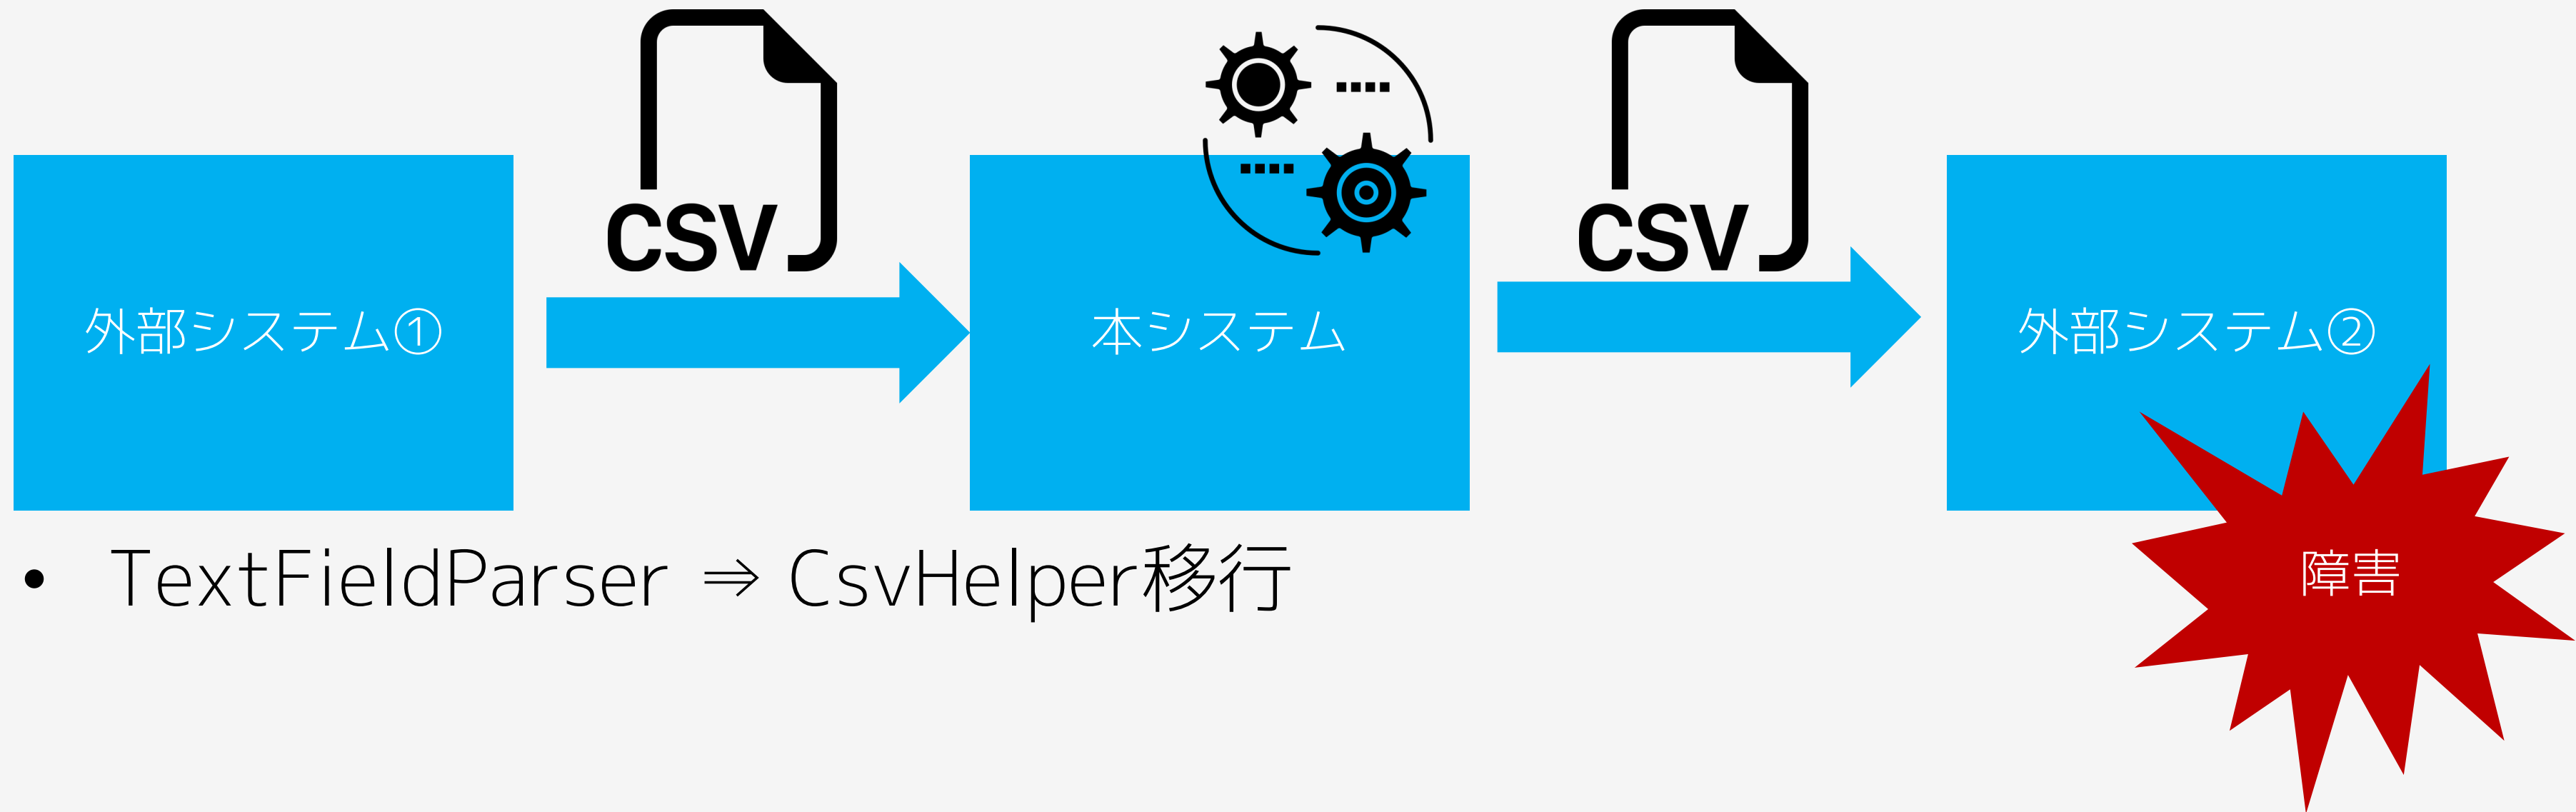 CSV
CSV
外部システム①
本システム
外部システム②
• TextFieldParser ⇒ CsvHelper移行
障害